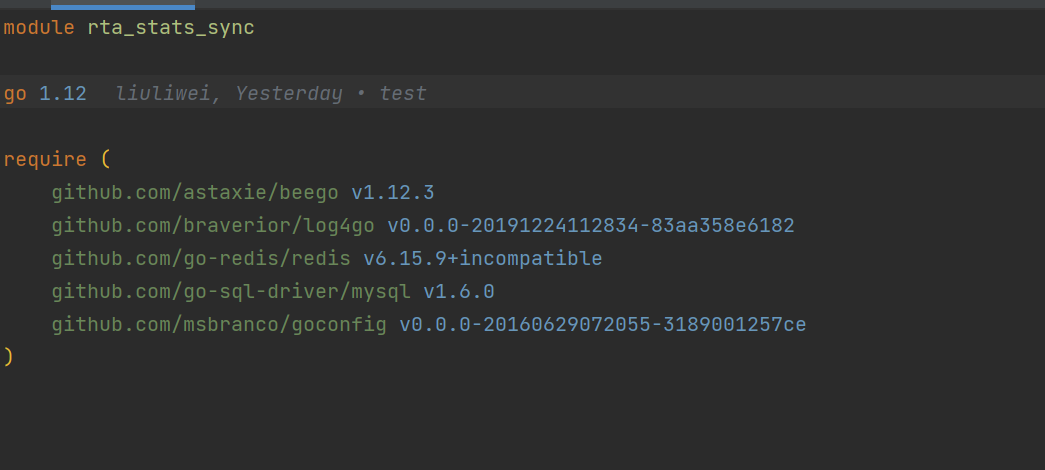 module rta_stats_sync
go 1.12 liuliwei, Yesterday • test
require (
github.com/astaxie/beego v1.12.3
github.com/braverior/log4go v0.0.0-20191224112834-83aa358e6182
github.com/go-redis/redis v6.15.9+incompatible
github.com/go-sql-driver/mysql v1.6.0
github.com/msbranco/goconfig v0.0.0-20160629072055-3189001257ce
)